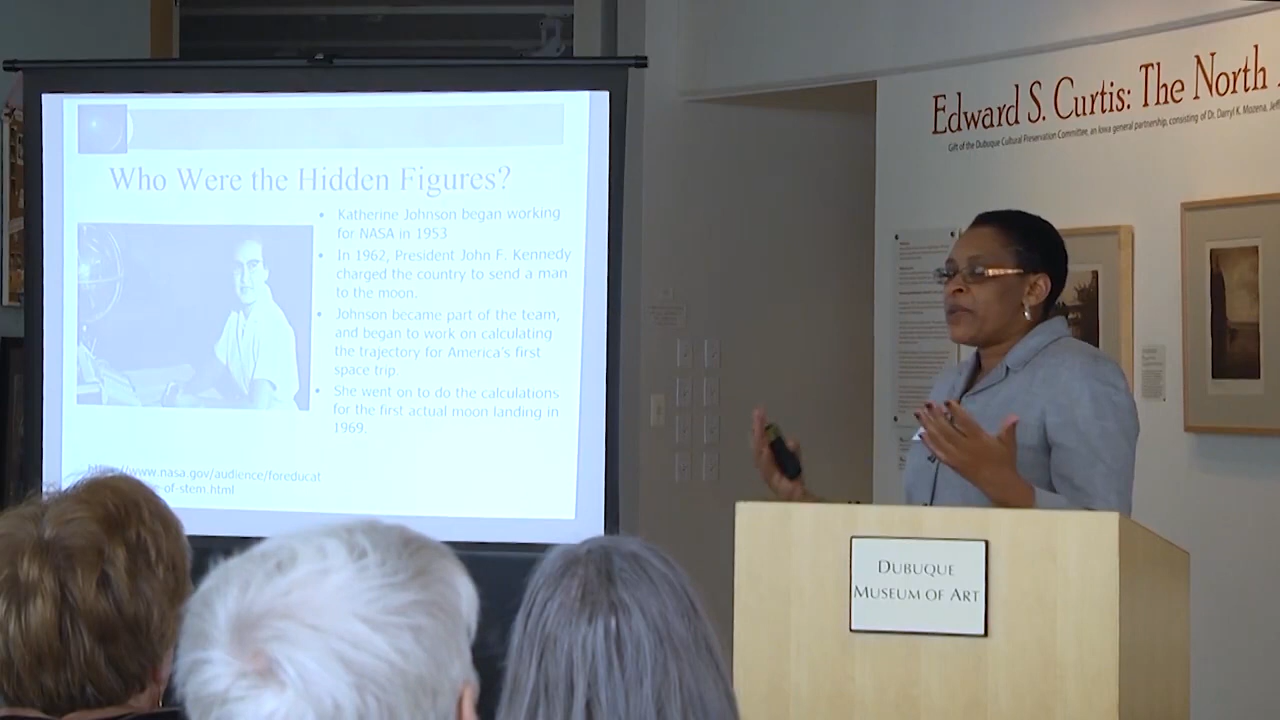 Who Were the Hidden Figures?
• Katherine Johnson began working
for NASA in 1953
• In 1962, President John F. Kennedy
charged the country to send a man
to the moon.
• Johnson became part of the team,
and began to work on calculating
the trajectory for America's first
space trip.
• She went on to do the calculations
for the first actual moon landing in
1969.
https://www.nasa.gov/audience/foreducat
e-of-stem.html
Edward S. Curtis: The North
Gift of the Dubuque Cultural Preservation Committee, an Iowa general partnership, consisting of Dr. Darryl K. Mozena,
DUBUQUE
MUSEUM OF ART